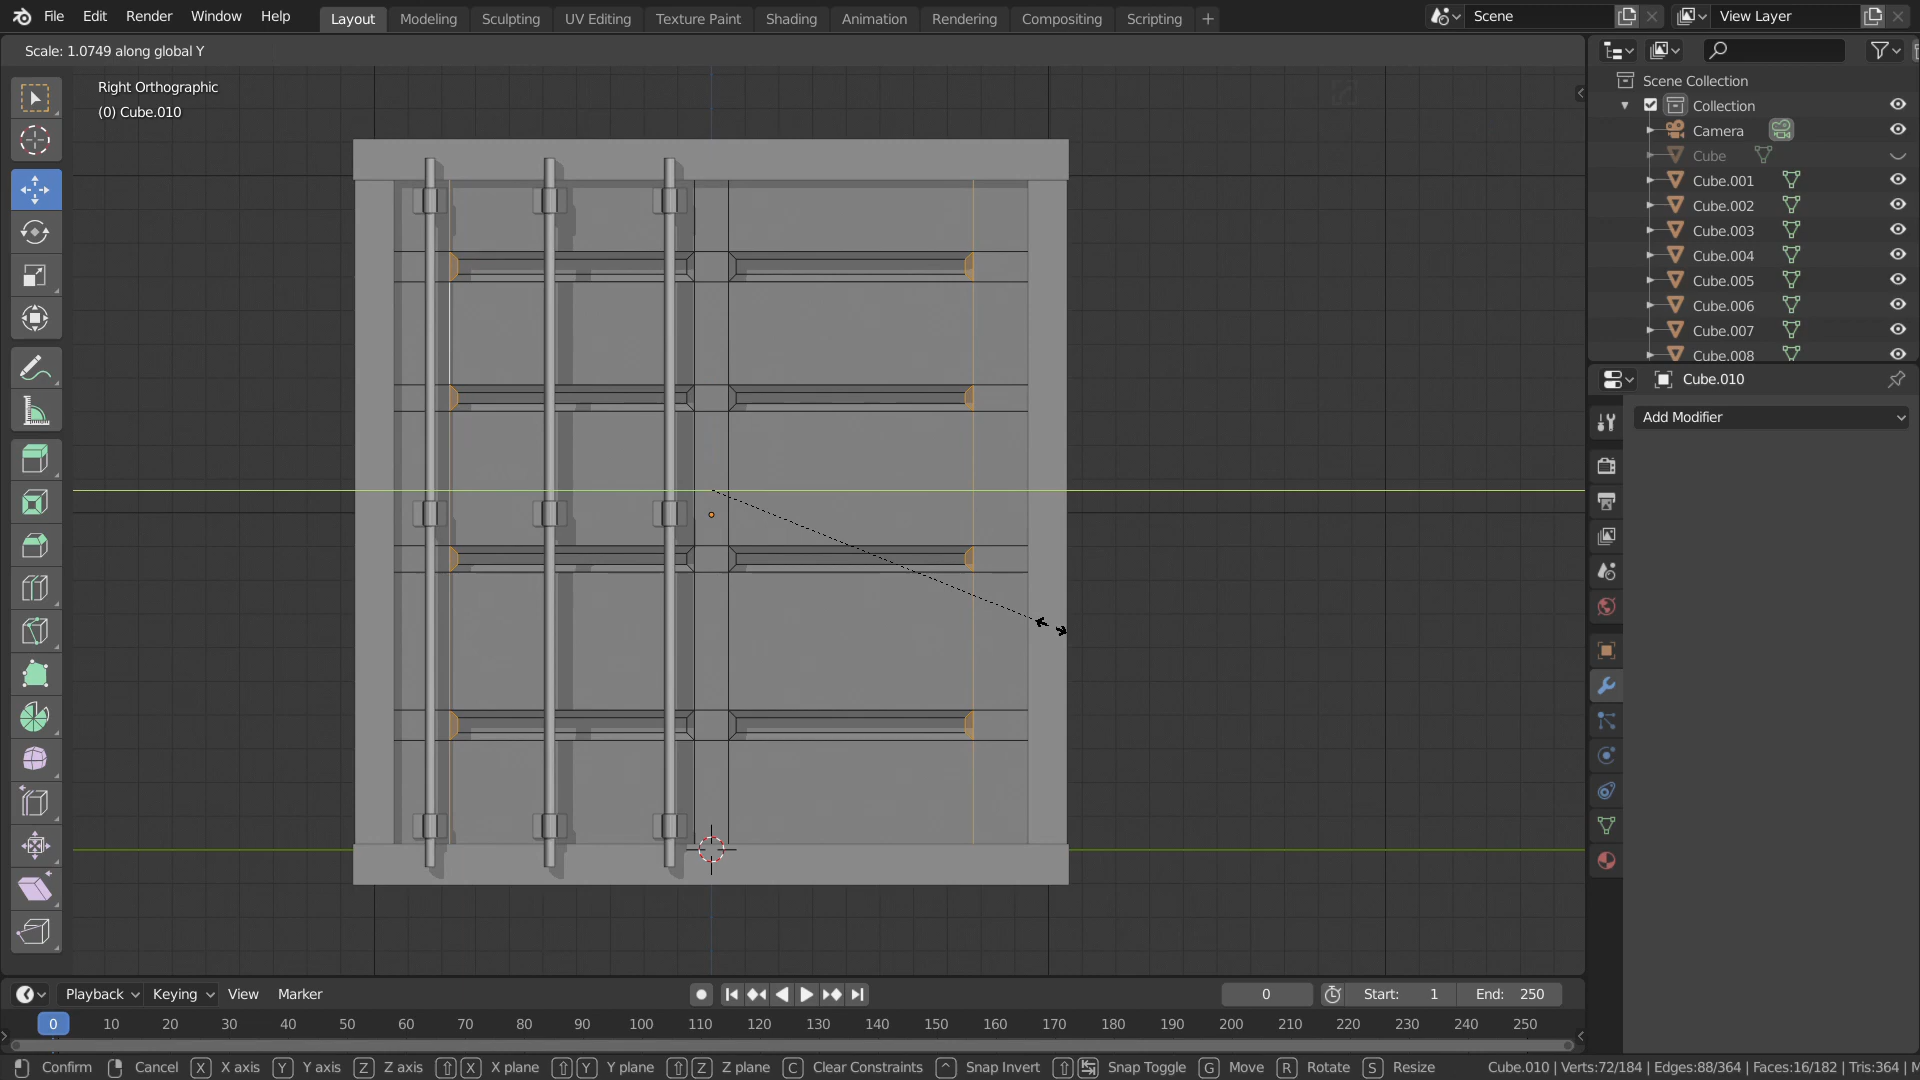 File Edit Render Window Help Layout Modeling Sculpting UV Editing Texture Paint Shading Animation Rendering Compositing Scripting + Scene View Layer
Scale: 1.0749 along global Y
Right Orthographic
(0) Cube.010
Scene Collection
Collection
Camera
Cube
Cube.001
Cube.002
Cube.003
Cube.004
Cube.005
Cube.006
Cube.007
Cube.008
Cube.010
Add Modifier
Playback Keying View Marker 0 Start: 1 End: 250
0 10 20 30 40 50 60 70 80 90 100 110 120 130 140 150 160 170 180 190 200 210 220 230 240 250
Confirm Cancel X X axis Y Y axis Z Z axis X X plane Y Y plane Z Z plane C Clear Constraints ^ Snap Invert Snap Toggle G Move R Rotate S Resize Cube.010 | Verts:72/184 | Edges:88/364 | Faces:16/182 | Tris:364 | M